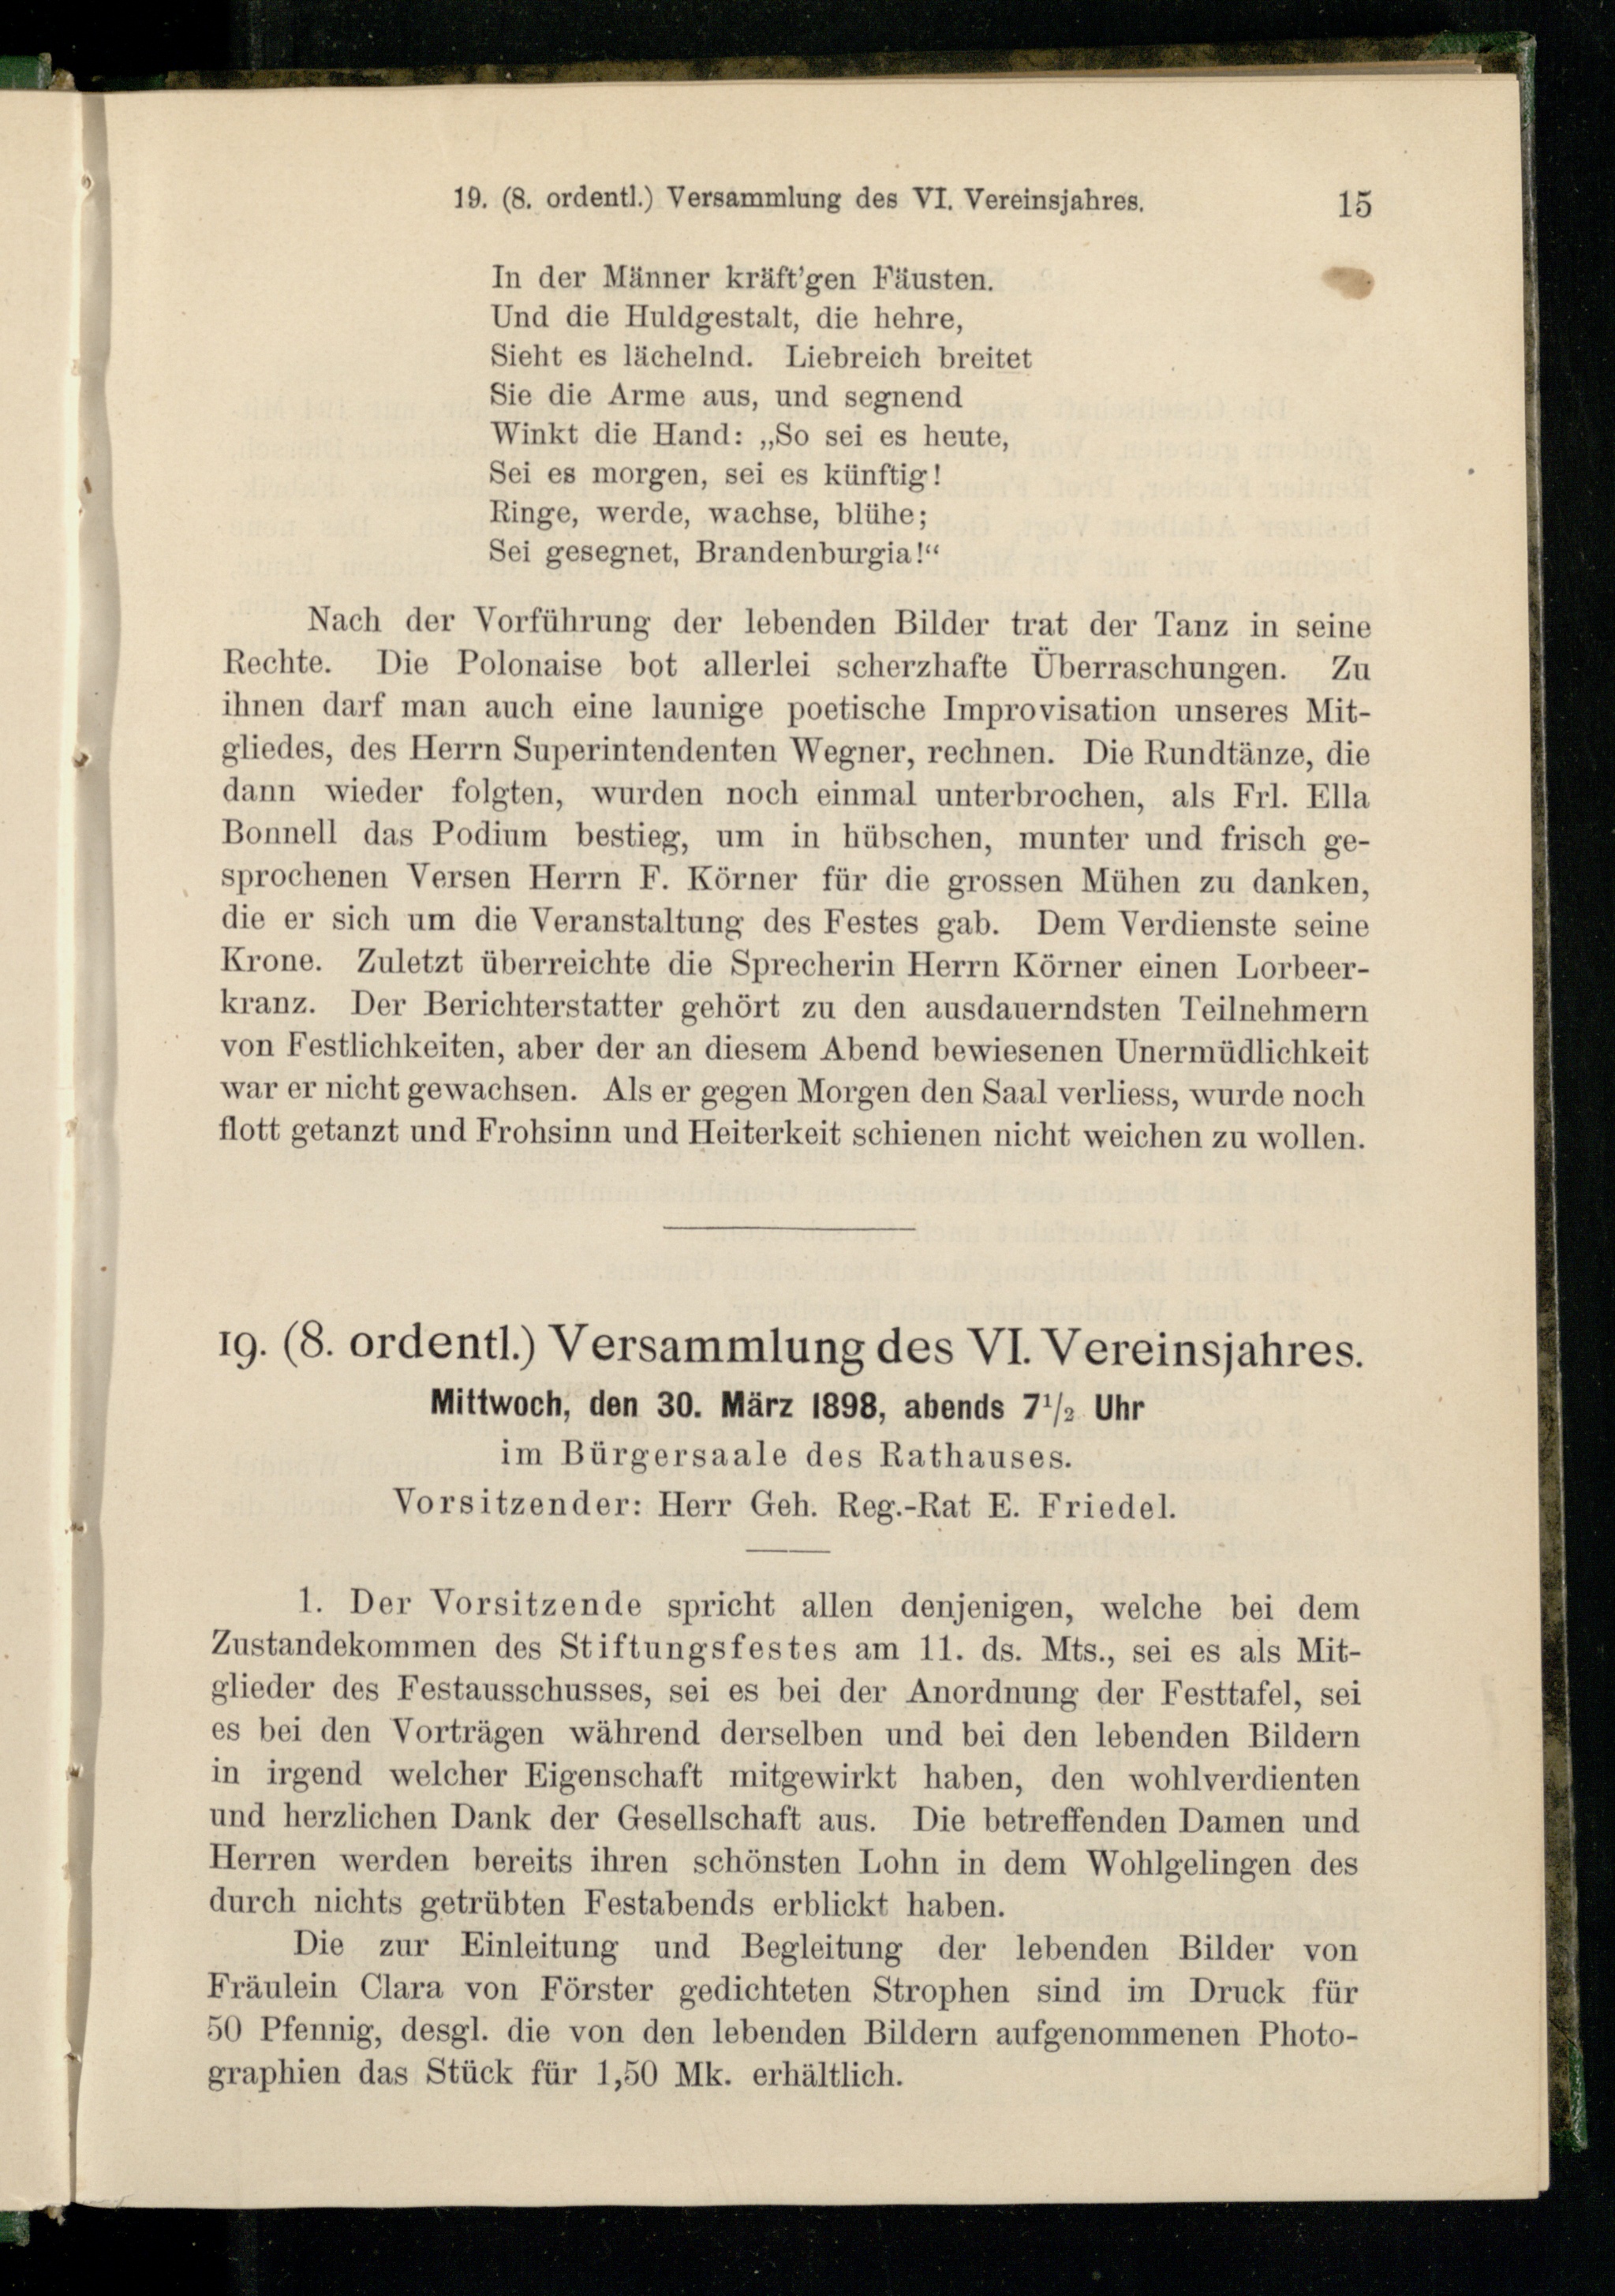 19. (8. ordentl.) Versammlung des VI. Vereinsjahres. 15
In der Männer kräft'gen Fäusten.
Und die Huldgestalt, die hehre,
Sieht es lächelnd. Liebreich breitet
Sie die Arme aus, und segnend
Winkt die Hand: „So sei es heute,
Sei es morgen, sei es künftig!
Ringe, werde, wachse, blühe;
Sei gesegnet, Brandenburgia!“
Nach der Vorführung der lebenden Bilder trat der Tanz in seine
Rechte. Die Polonaise bot allerlei scherzhafte Überraschungen. Zu
ihnen darf man auch eine launige poetische Improvisation unseres Mit-
gliedes, des Herrn Superintendenten Wegner, rechnen. Die Rundtänze, die
dann wieder folgten, wurden noch einmal unterbrochen, als Frl. Ella
Bonnell das Podium bestieg, um in hübschen, munter und frisch ge-
sprochenen Versen Herrn F. Körner für die grossen Mühen zu danken,
die er sich um die Veranstaltung des Festes gab. Dem Verdienste seine
Krone. Zuletzt überreichte die Sprecherin Herrn Körner einen Lorbeer-
kranz. Der Berichterstatter gehört zu den ausdauerndsten Teilnehmern
von Festlichkeiten, aber der an diesem Abend bewiesenen Unermüdlichkeit
war er nicht gewachsen. Als er gegen Morgen den Saal verliess, wurde noch
flott getanzt und Frohsinn und Heiterkeit schienen nicht weichen zu wollen.
19. (8. ordentl.) Versammlung des VI. Vereinsjahres.
Mittwoch, den 30. März 1898, abends 7½ Uhr
im Bürgersaale des Rathauses.
Vorsitzender: Herr Geh. Reg.-Rat E. Friedel.
1. Der Vorsitzende spricht allen denjenigen, welche bei dem
Zustandekommen des Stiftungsfestes am 11. ds. Mts., sei es als Mit-
glieder des Festausschusses, sei es bei der Anordnung der Festtafel, sei
es bei den Vorträgen während derselben und bei den lebenden Bildern
in irgend welcher Eigenschaft mitgewirkt haben, den wohlverdienten
und herzlichen Dank der Gesellschaft aus. Die betreffenden Damen und
Herren werden bereits ihren schönsten Lohn in dem Wohlgelingen des
durch nichts getrübten Festabends erblickt haben.
Die zur Einleitung und Begleitung der lebenden Bilder von
Fräulein Clara von Förster gedichteten Strophen sind im Druck für
50 Pfennig, desgl. die von den lebenden Bildern aufgenommenen Photo-
graphien das Stück für 1,50 Mk. erhältlich.